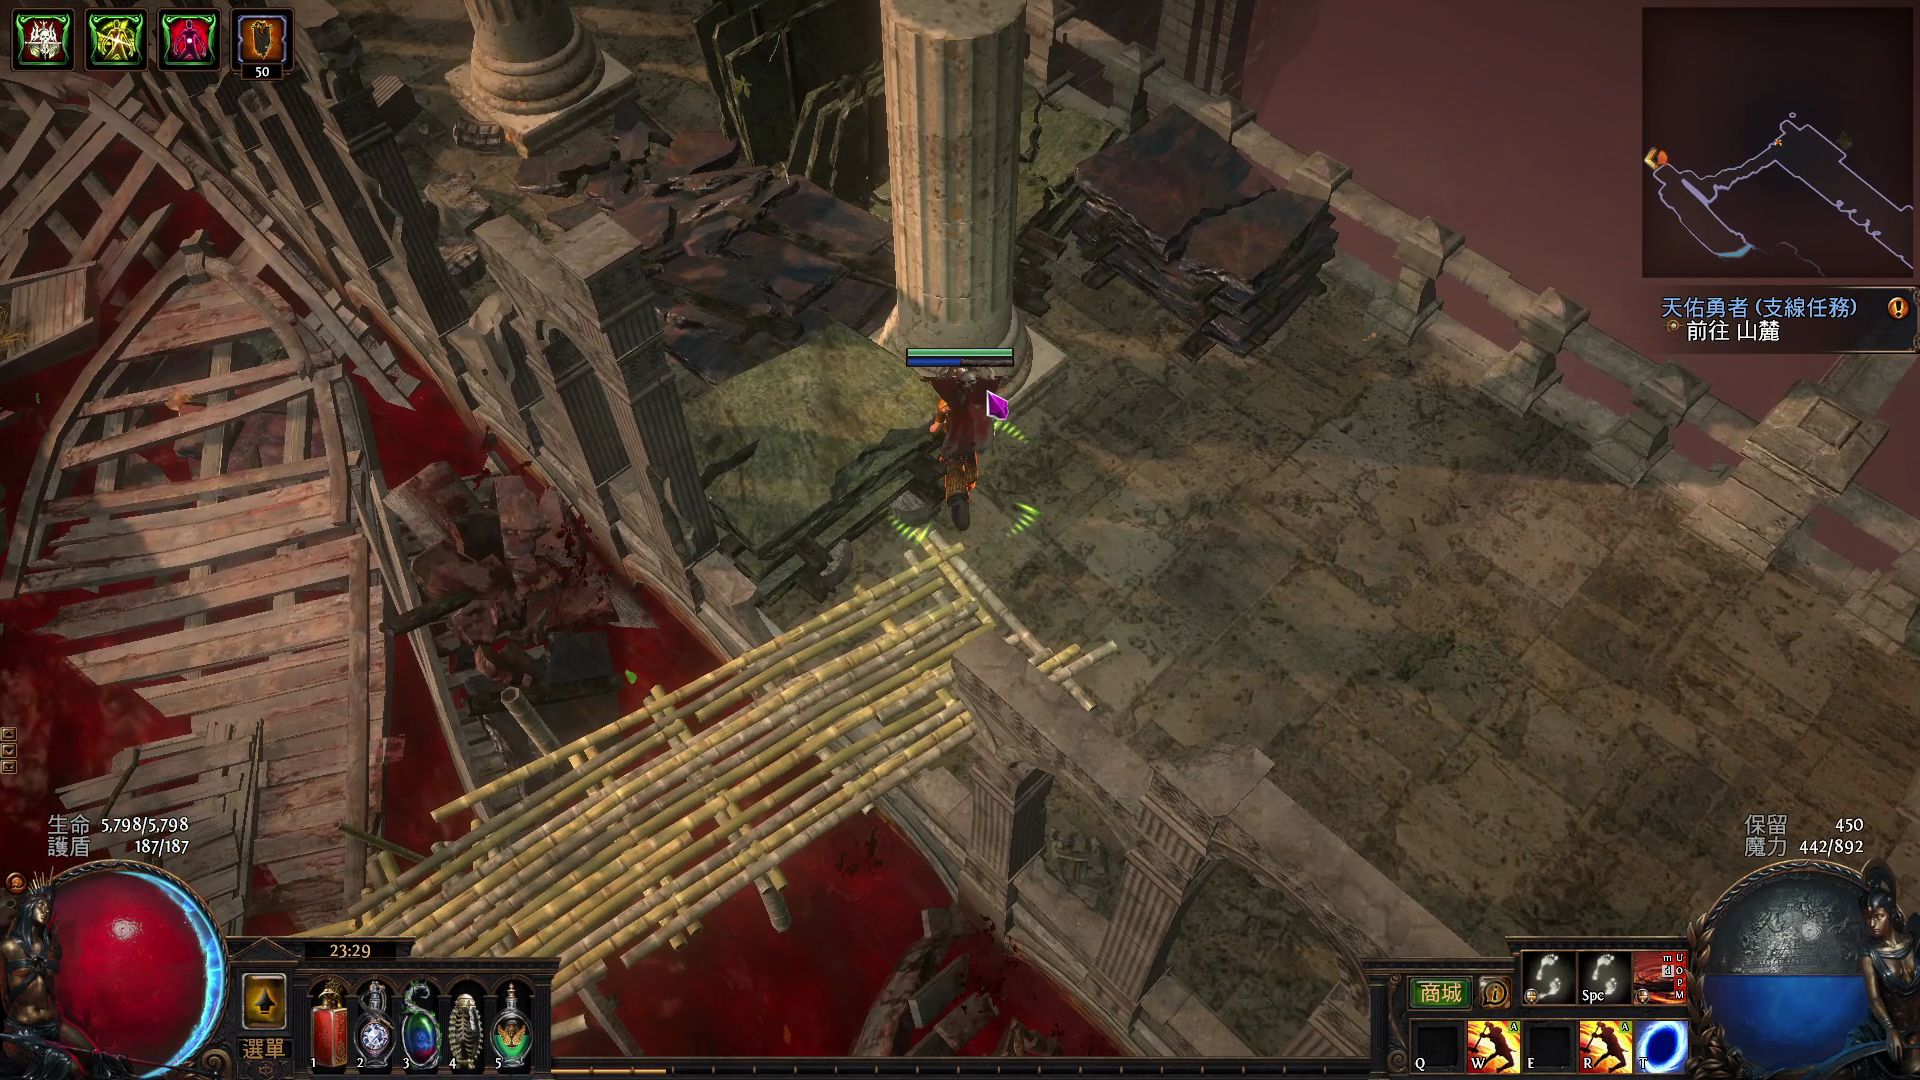 50
天佑勇者 (支線任務)
前往 山麓
生命 5,798/5,798
護盾 187/187
保留 450
魔力 442/892
23:29
選單
1
2
3
4
5
商城
Spc
m U
d O
P
M
Q
W
A
E
R
A
T